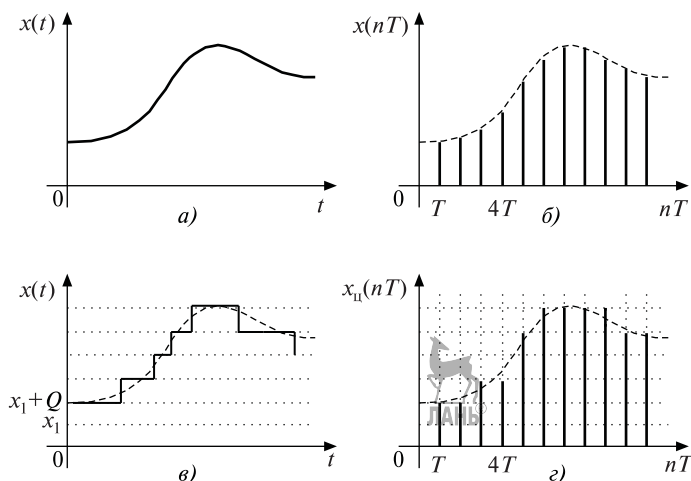 x(t)
0
t
а)
x(nT)
0
T
4T
nT
б)
x(t)
x₁ + Q
x₁
0
t
в)
xц(nT)
ЛАНЬ®
0
T
4T
nT
г)